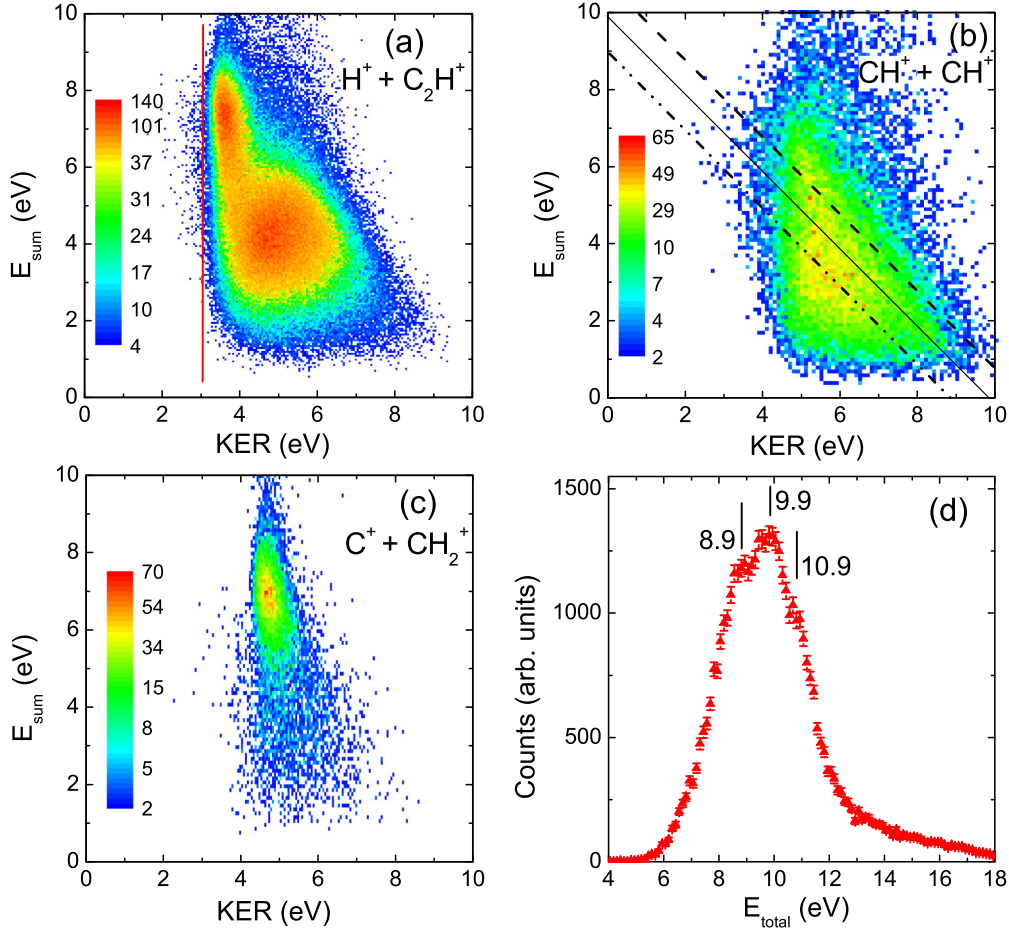 (a)
H⁺ + C₂H⁺
10
8
6
4
2
0
E_sum (eV)
140
101
37
31
24
17
10
4
0 2 4 6 8 10
KER (eV)
(b)
CH⁺ + CH⁺
10
8
6
4
2
0
E_sum (eV)
65
49
29
10
7
4
2
0 2 4 6 8 10
KER (eV)
(c)
C⁺ + CH₂⁺
10
8
6
4
2
0
E_sum (eV)
70
54
34
15
8
5
2
0 2 4 6 8 10
KER (eV)
(d)
1500
1000
500
0
Counts (arb. units)
8.9
9.9
10.9
4 6 8 10 12 14 16 18
E_total (eV)